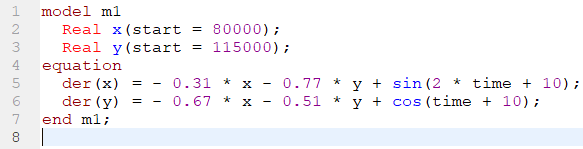 1 model m1
2 Real x(start = 80000);
3 Real y(start = 115000);
4 equation
5 der(x) = - 0.31 * x - 0.77 * y + sin(2 * time + 10);
6 der(y) = - 0.67 * x - 0.51 * y + cos(time + 10);
7 end m1;
8